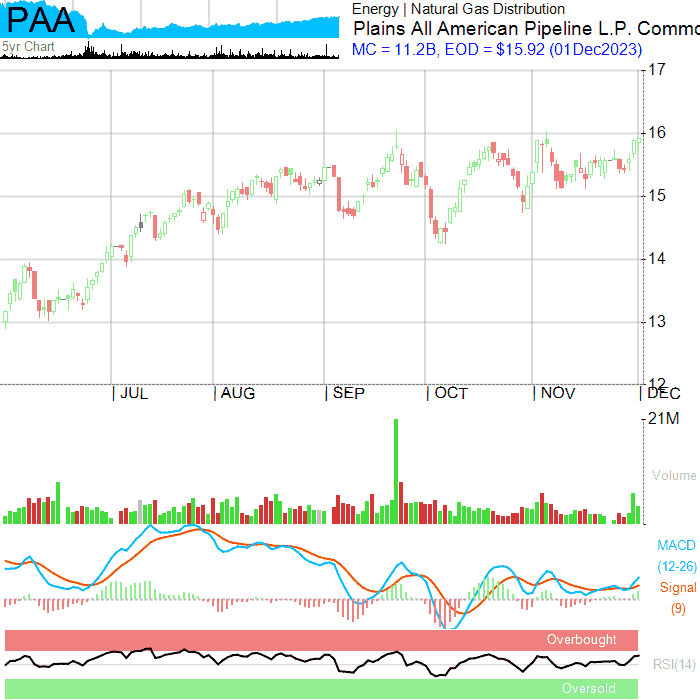 PAA
5yr Chart
Energy | Natural Gas Distribution
Plains All American Pipeline L.P. Commo
MC = 11.2B, EOD = $15.92 (01Dec2023)
17
16
15
14
13
12
| JUL | AUG | SEP | OCT | NOV | DEC
21M
Volume
MACD
(12-26)
Signal
(9)
Overbought
RSI(14)
Oversold